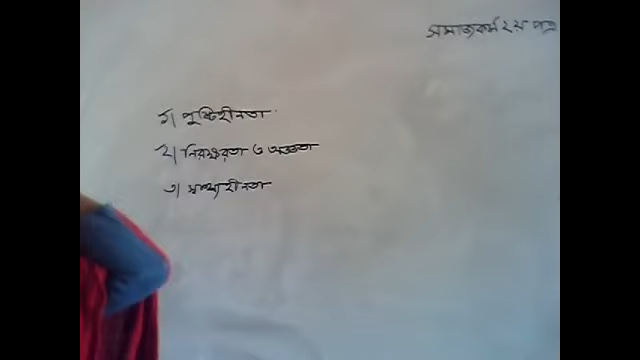 সমাজকর্ম ২য় পত্র
১। পুষ্টিহীনতা
২। নিরক্ষরতা ও অজ্ঞতা
৩। স্বাস্থ্যহীনতা